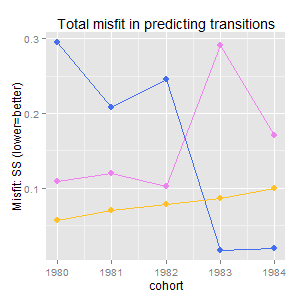 Total misfit in predicting transitions
0.3
0.2
0.1
Misfit: SS (lower=better)
1980 1981 1982 1983 1984
cohort